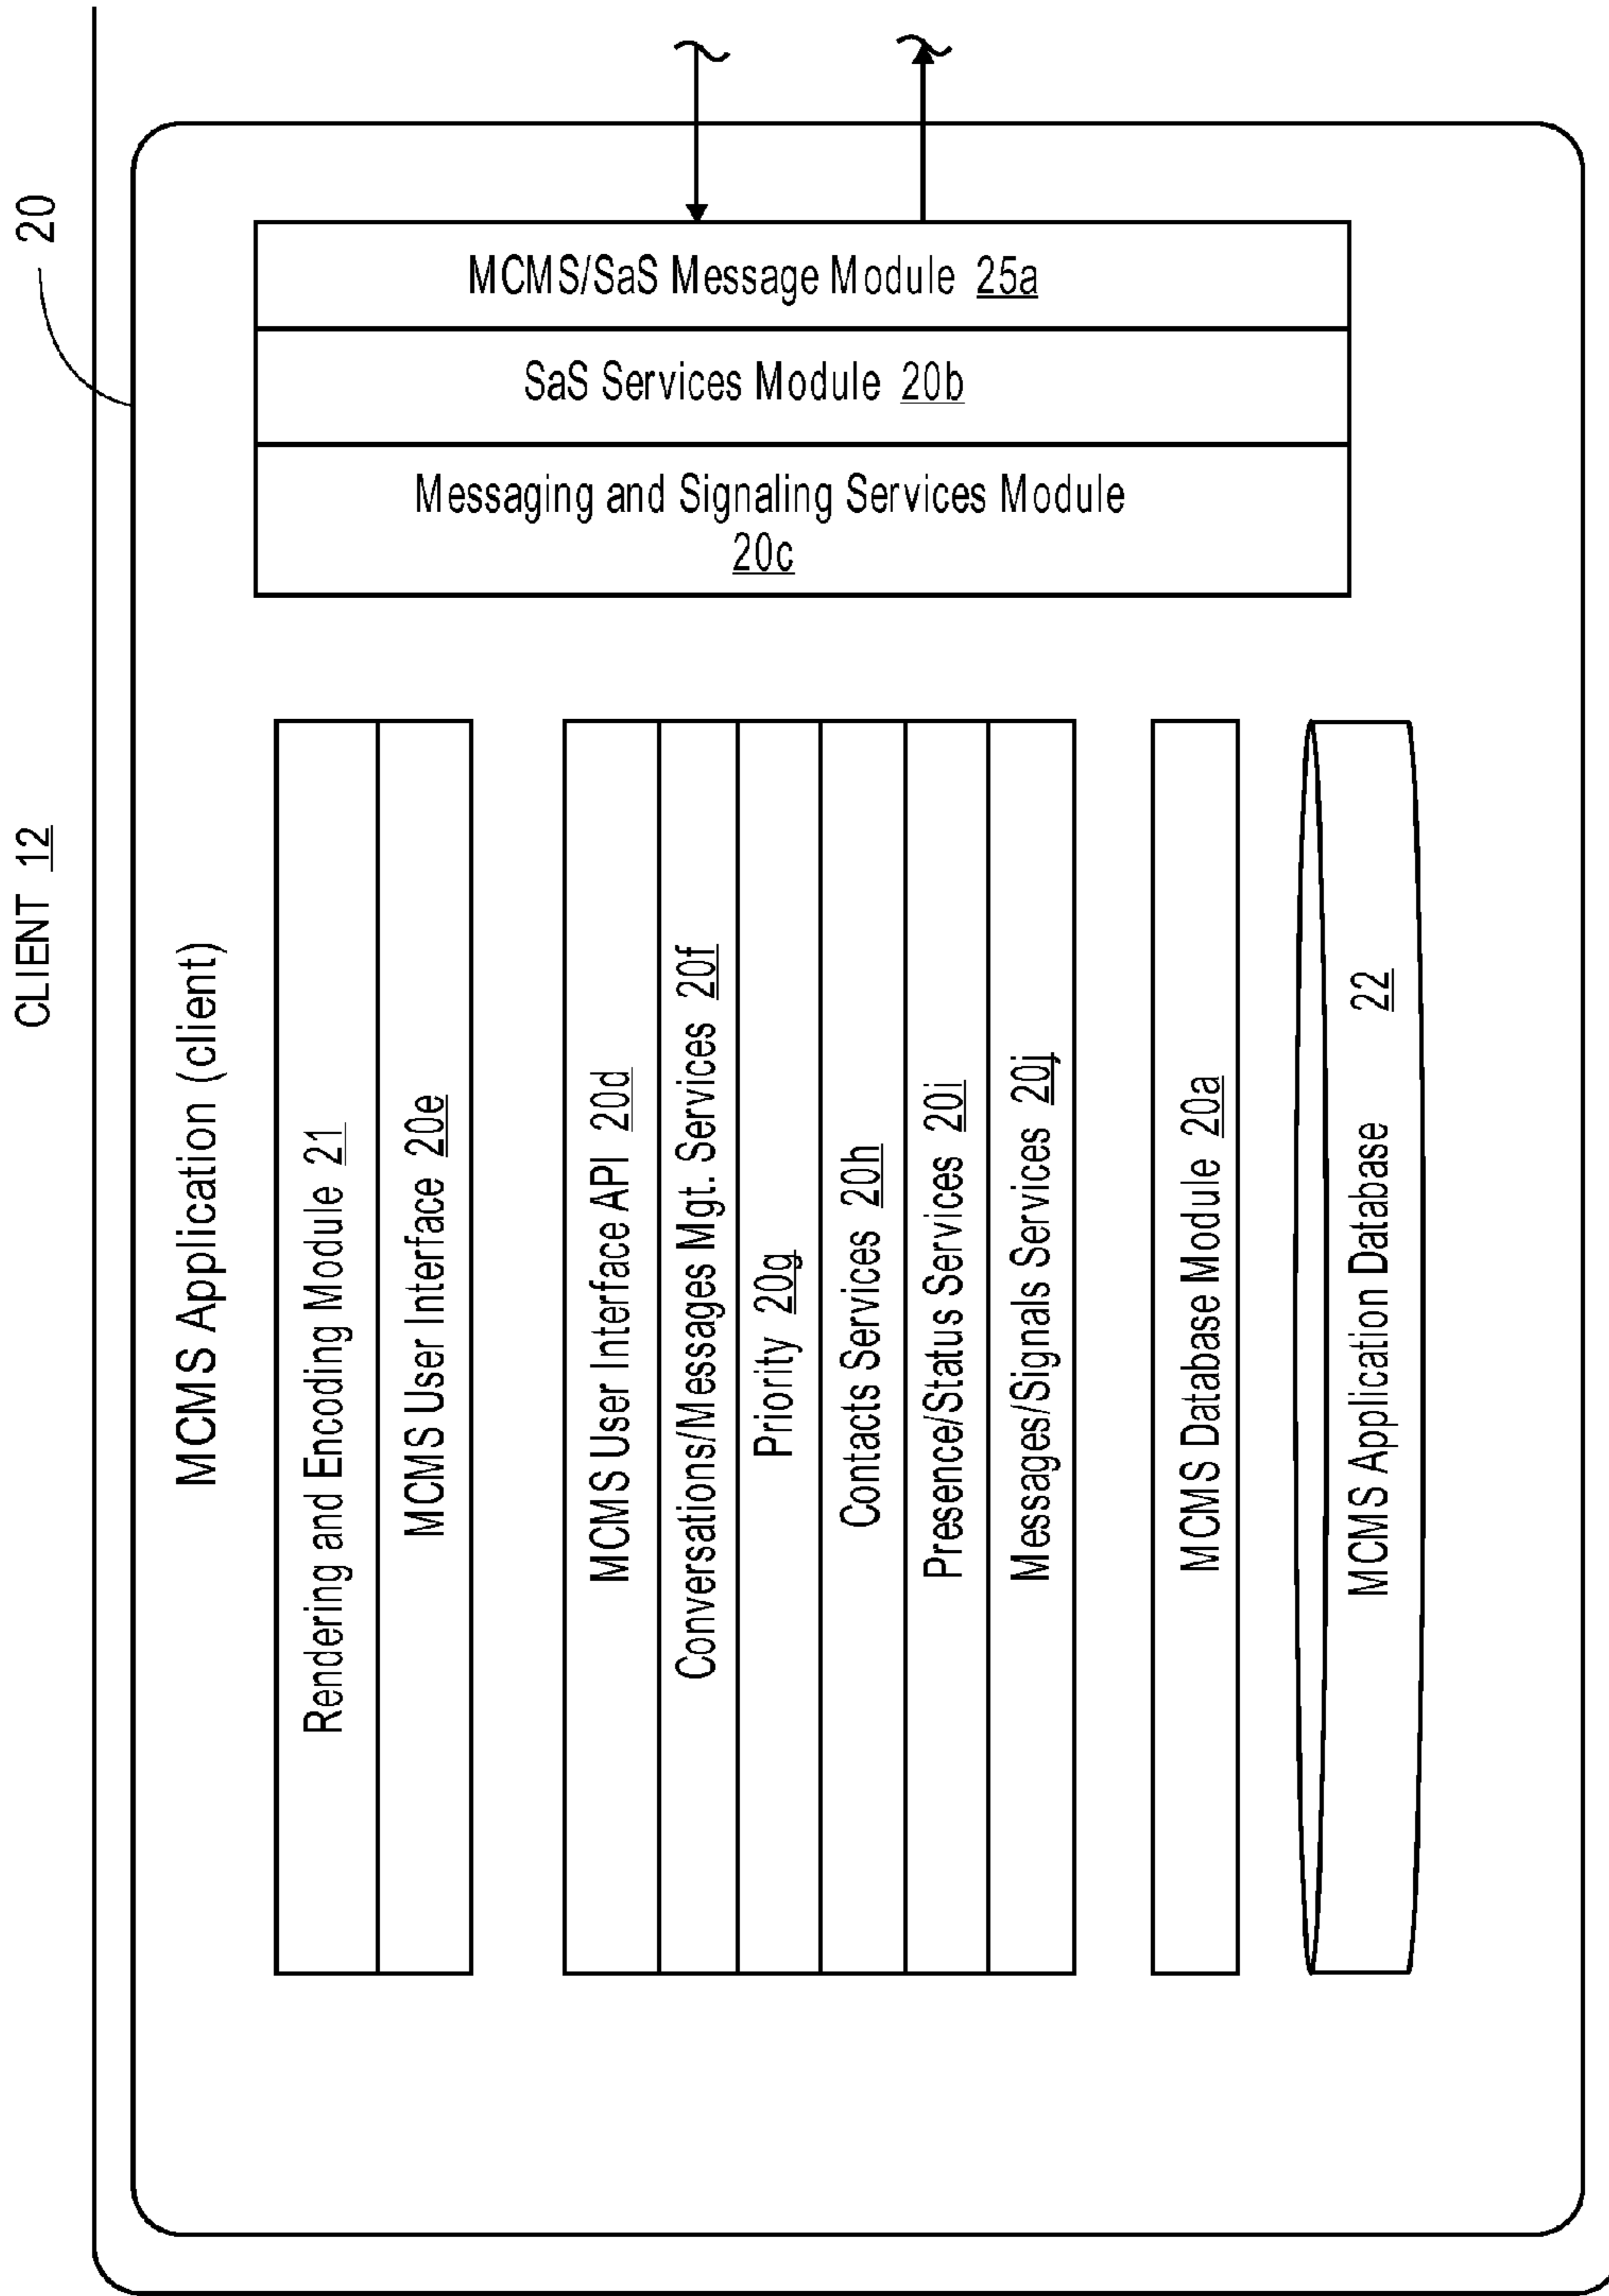 CLIENT 12
20
MCMS Application (client)
Rendering and Encoding Module 21
MCMS User Interface 20e
MCMS User Interface API 20d
Conversations/Messages Mgt. Services 20f
Priority 20g
Contacts Services 20h
Presence/Status Services 20i
Messages/Signals Services 20j
MCMS Database Module 20a
MCMS Application Database
22
MCMS/SaS Message Module 25a
SaS Services Module 20b
Messaging and Signaling Services Module
20c